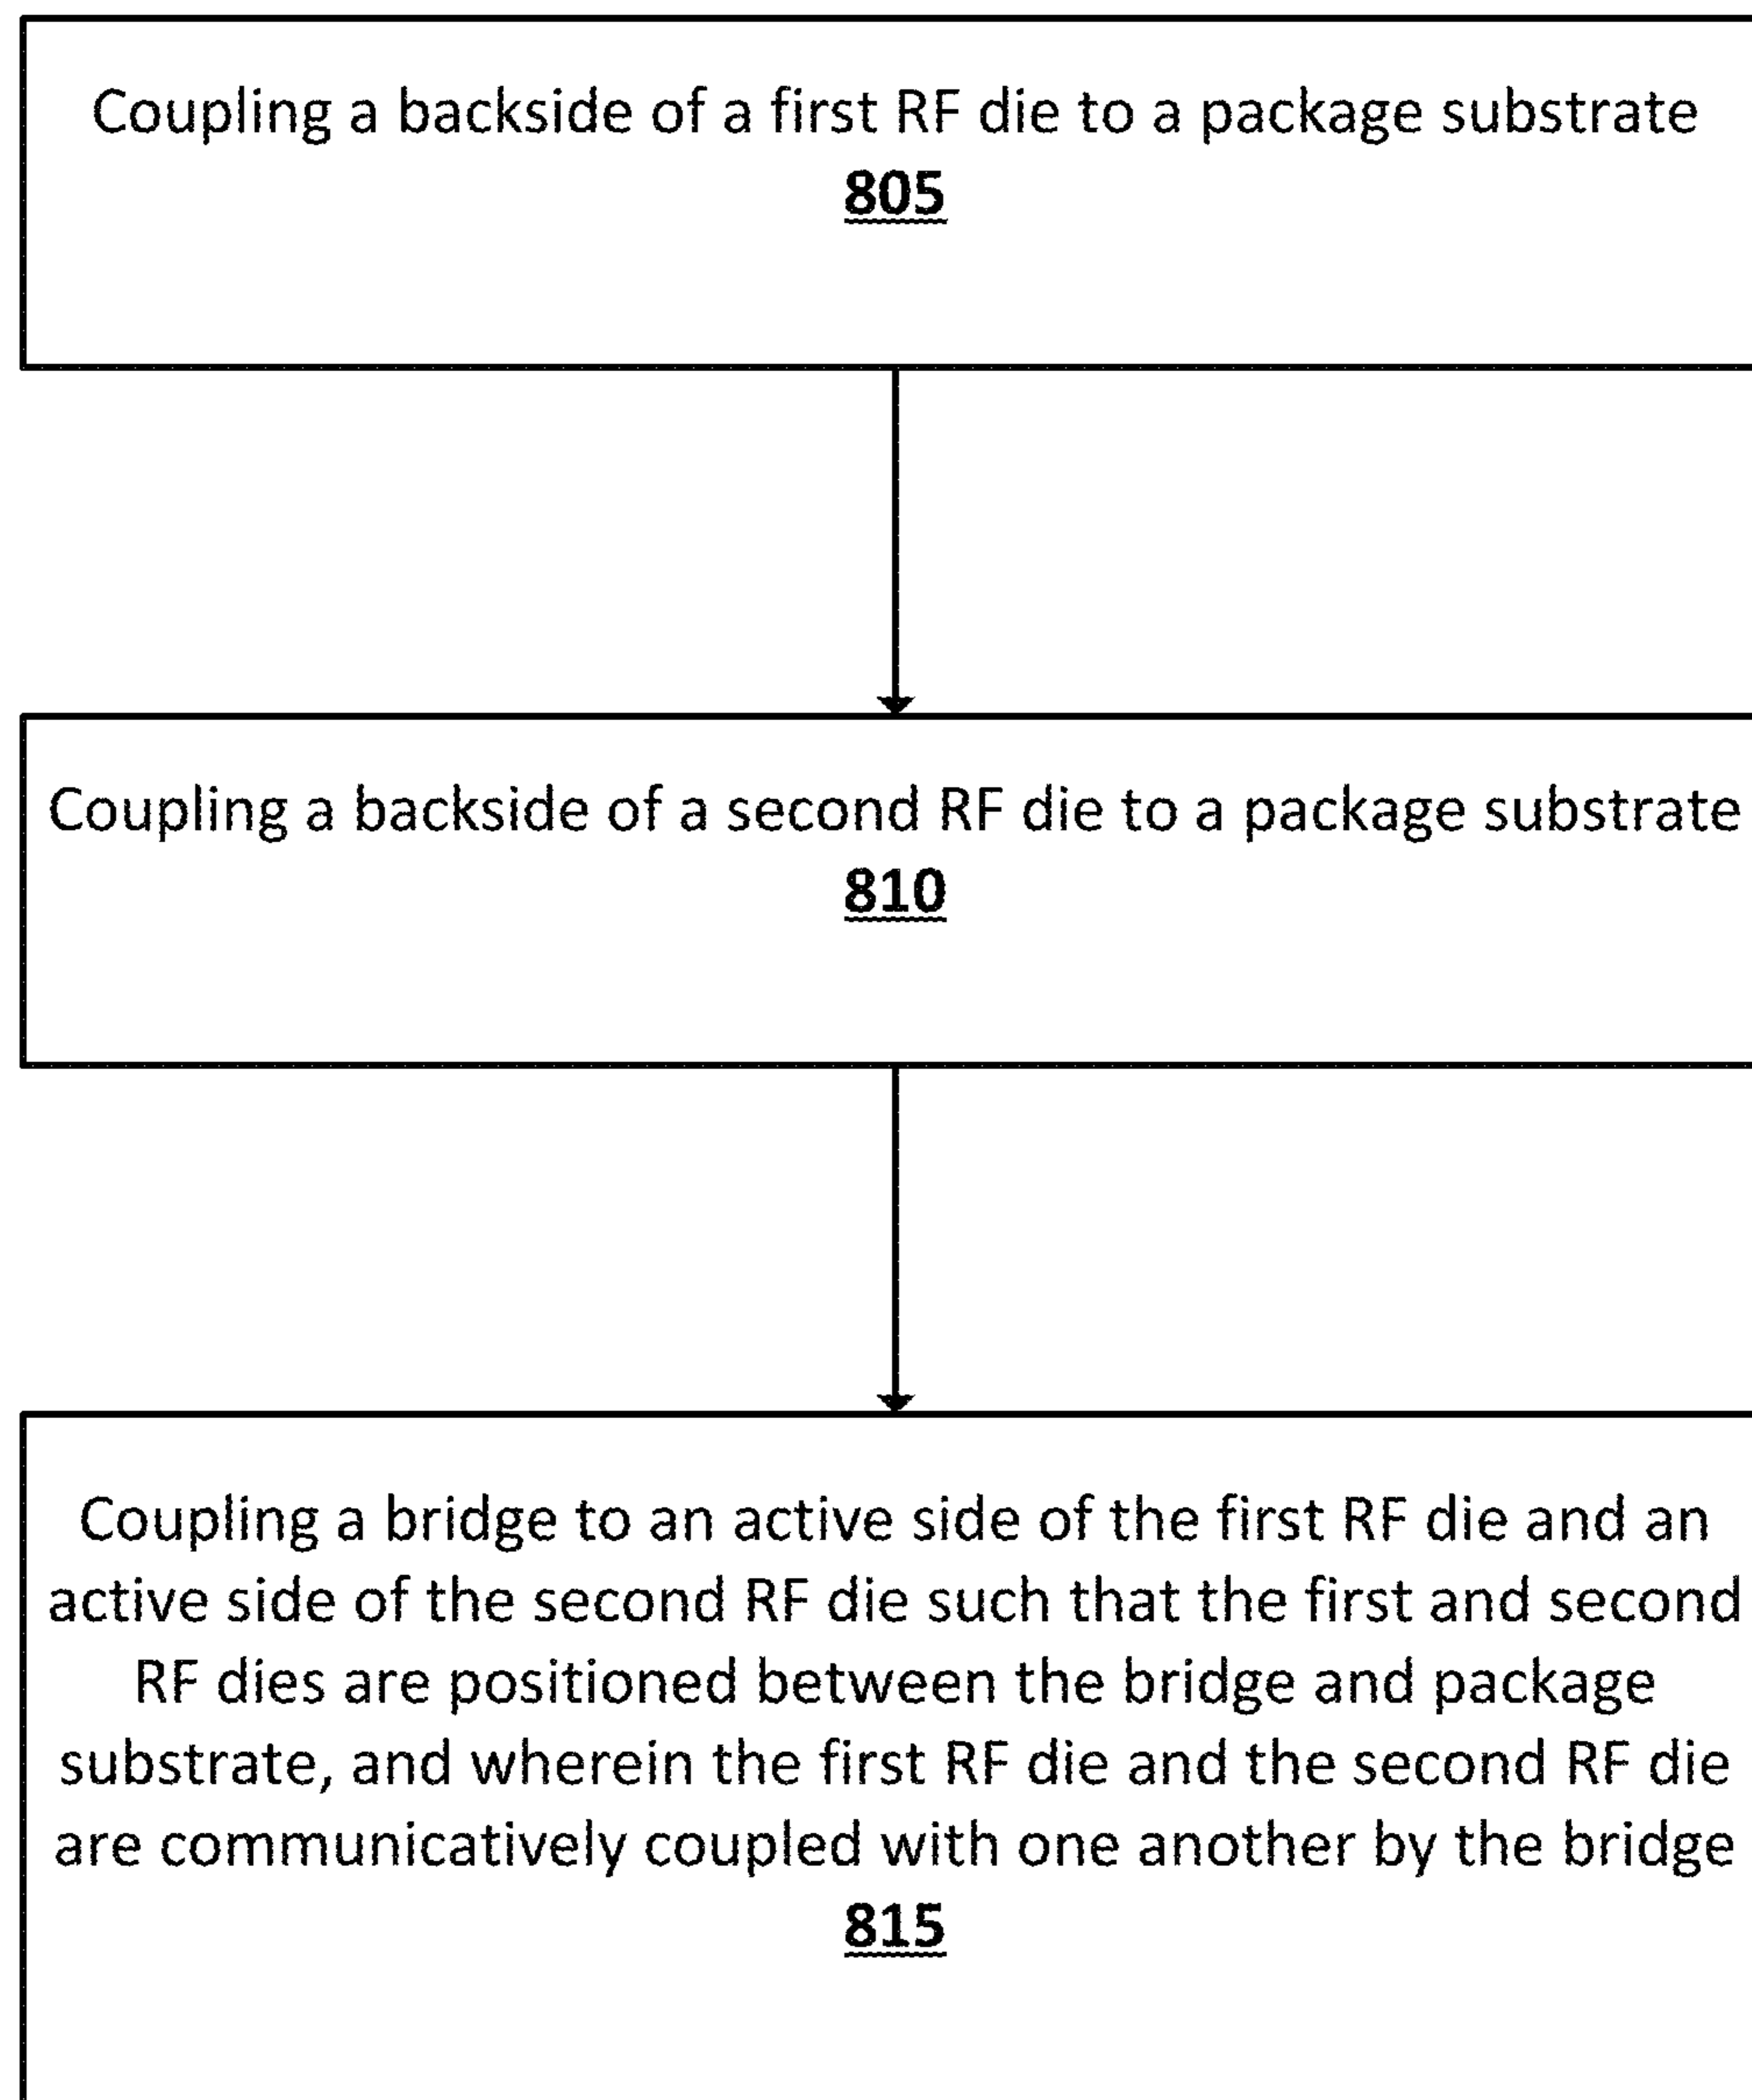 Coupling a backside of a first RF die to a package substrate
805
Coupling a backside of a second RF die to a package substrate
810
Coupling a bridge to an active side of the first RF die and an
active side of the second RF die such that the first and second
RF dies are positioned between the bridge and package
substrate, and wherein the first RF die and the second RF die
are communicatively coupled with one another by the bridge
815